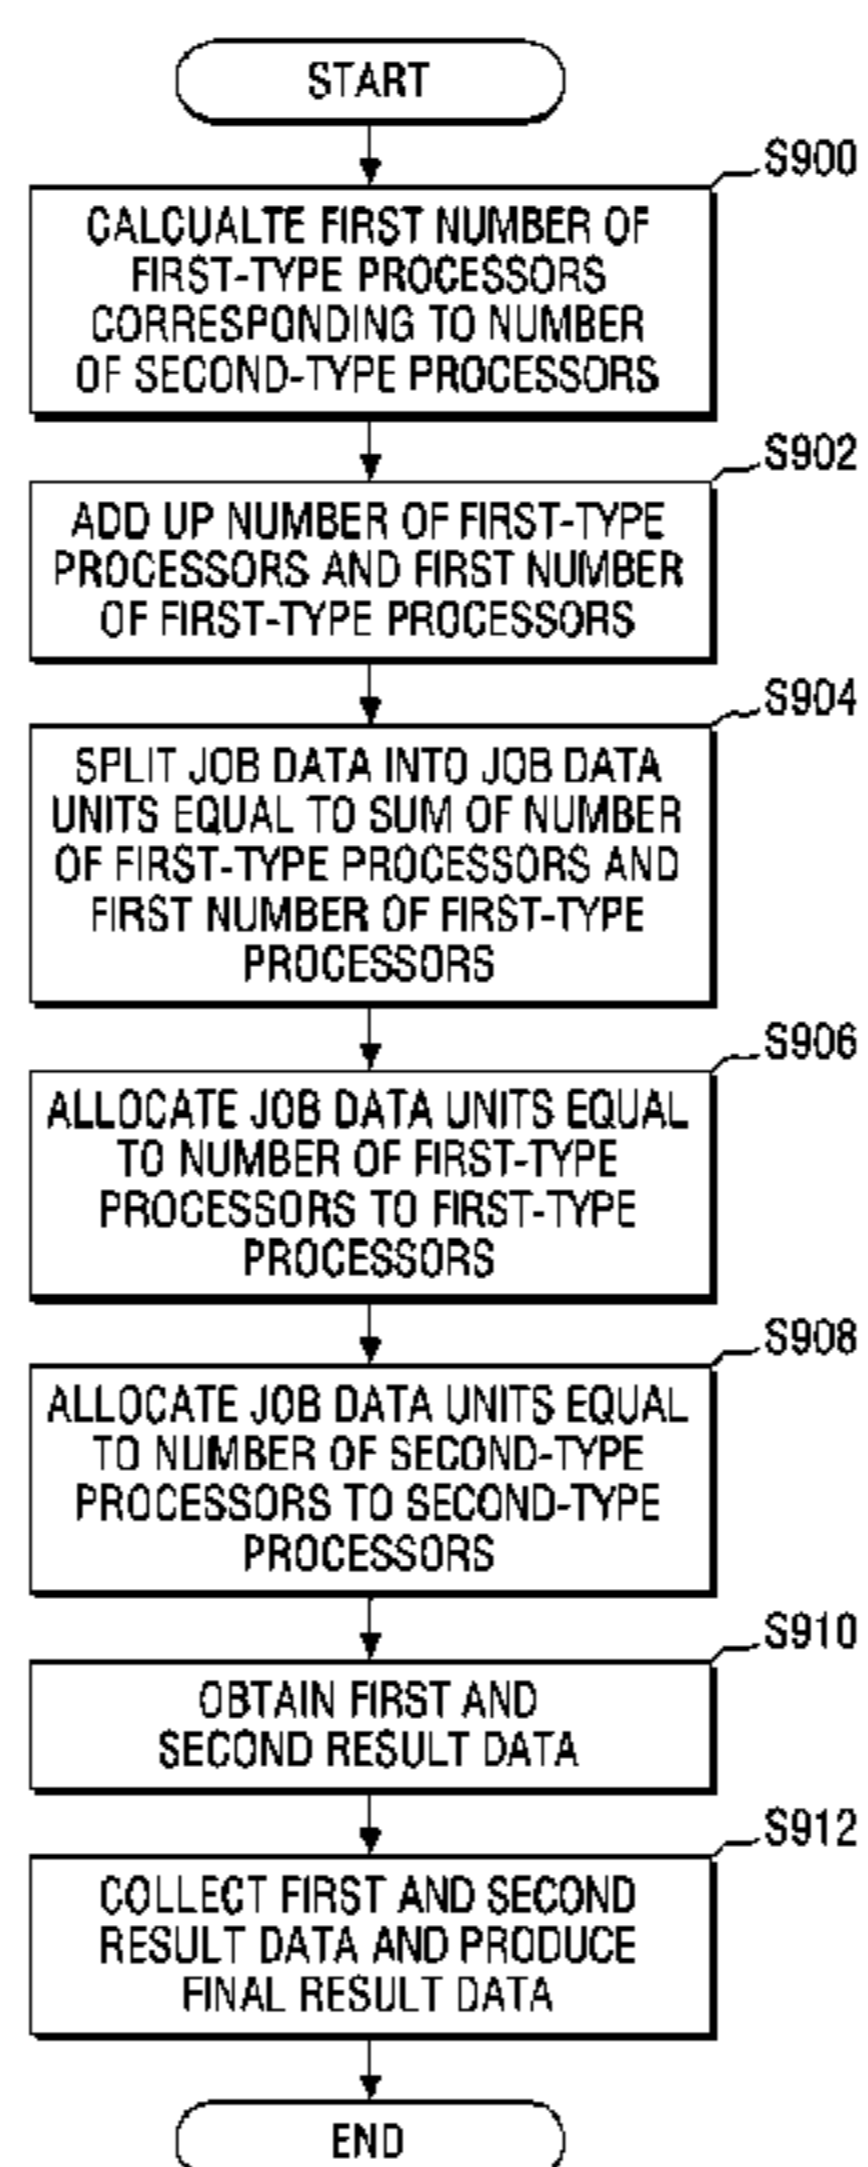 START
S900
CALCUALTE FIRST NUMBER OF
FIRST-TYPE PROCESSORS
CORRESPONDING TO NUMBER
OF SECOND-TYPE PROCESSORS
S902
ADD UP NUMBER OF FIRST-TYPE
PROCESSORS AND FIRST NUMBER
OF FIRST-TYPE PROCESSORS
S904
SPLIT JOB DATA INTO JOB DATA
UNITS EQUAL TO SUM OF NUMBER
OF FIRST-TYPE PROCESSORS AND
FIRST NUMBER OF FIRST-TYPE
PROCESSORS
S906
ALLOCATE JOB DATA UNITS EQUAL
TO NUMBER OF FIRST-TYPE
PROCESSORS TO FIRST-TYPE
PROCESSORS
S908
ALLOCATE JOB DATA UNITS EQUAL
TO NUMBER OF SECOND-TYPE
PROCESSORS TO SECOND-TYPE
PROCESSORS
S910
OBTAIN FIRST AND
SECOND RESULT DATA
S912
COLLECT FIRST AND SECOND
RESULT DATA AND PRODUCE
FINAL RESULT DATA
END